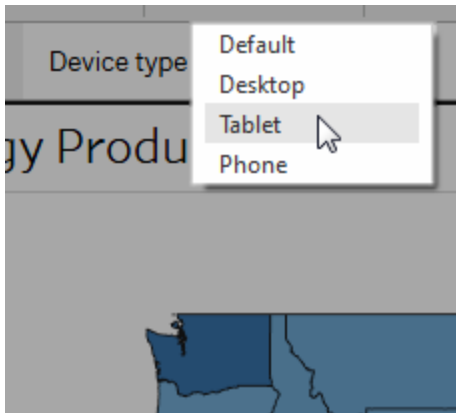 Device type
Default
Desktop
Tablet
Phone
gy Produ